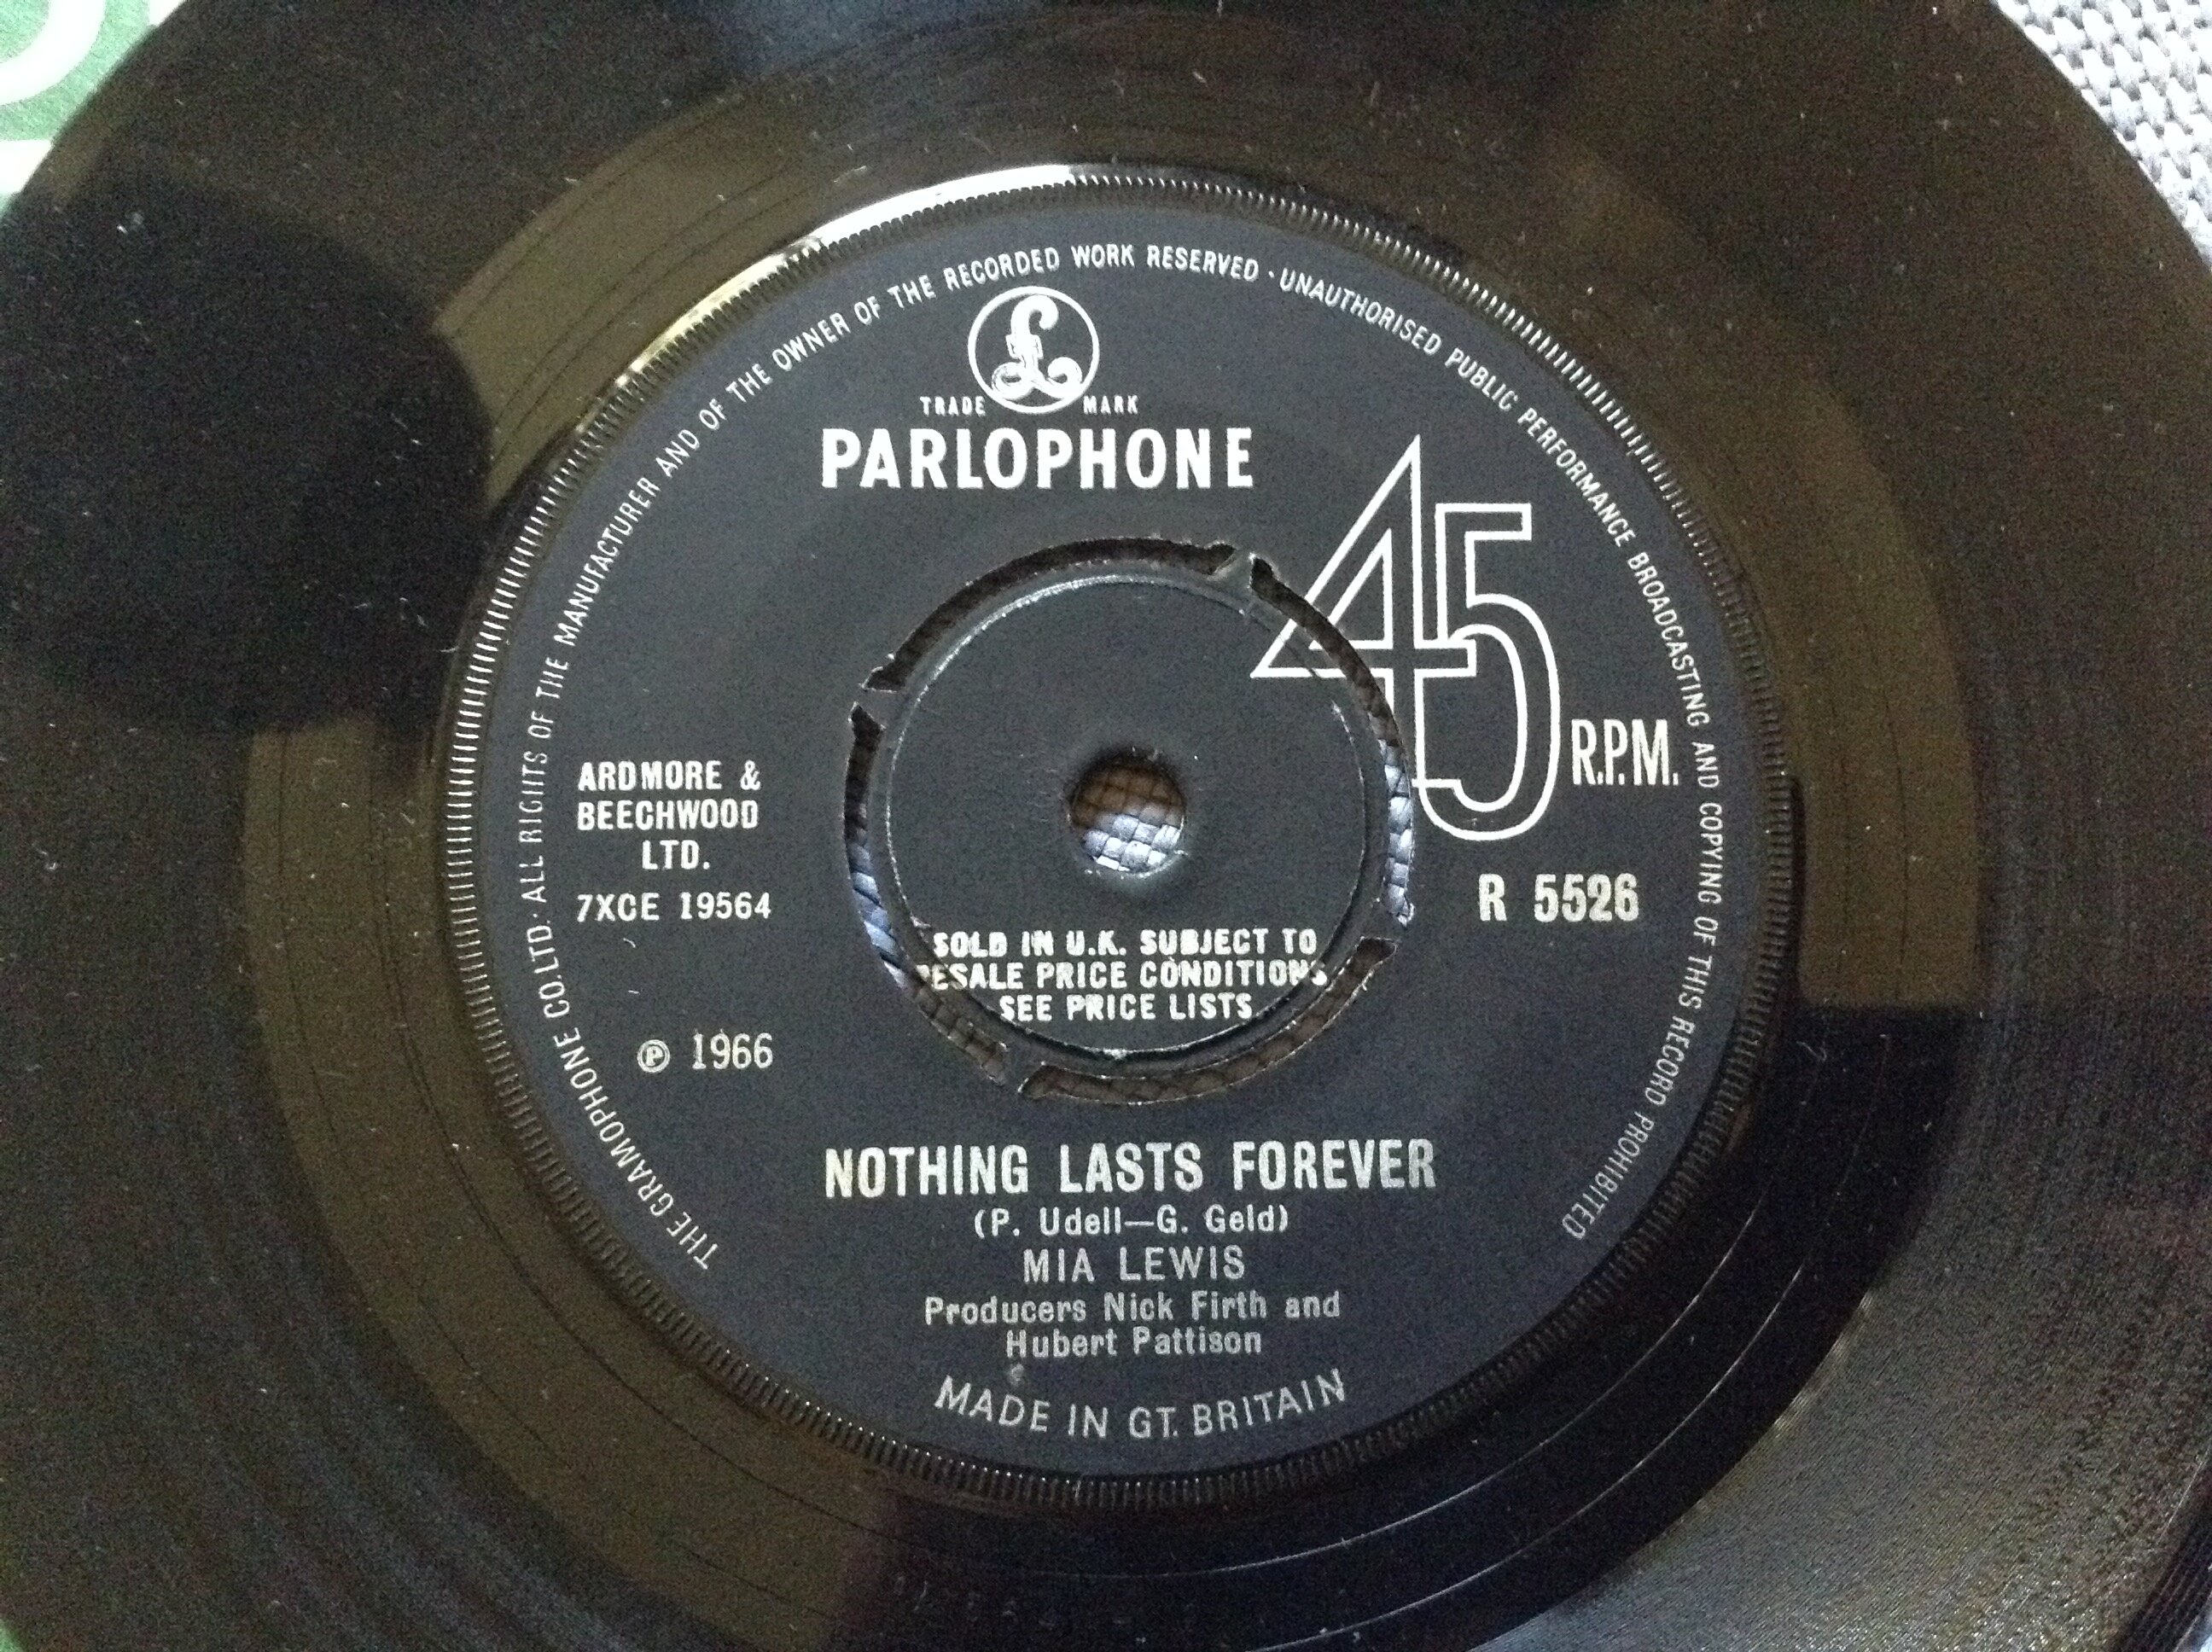 THE GRAMOPHONE CO. LTD. · ALL RIGHTS OF THE MANUFACTURER AND OF THE OWNER OF THE RECORDED WORK RESERVED · UNAUTHORISED PUBLIC PERFORMANCE BROADCASTING AND COPYING OF THIS RECORD PROHIBITED
£
TRADE MARK
PARLOPHONE
45 R.P.M.
ARDMORE &
BEECHWOOD
LTD.
7XCE 19564
R 5526
SOLD IN U.K. SUBJECT TO
RESALE PRICE CONDITIONS
SEE PRICE LISTS
℗ 1966
NOTHING LASTS FOREVER
(P. Udell—G. Geld)
MIA LEWIS
Producers Nick Firth and
Hubert Pattison
MADE IN GT. BRITAIN